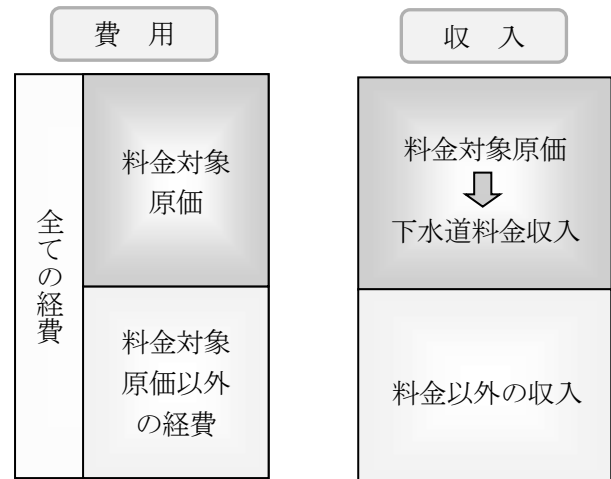 費　用
全ての経費
料金対象
原価
料金対象
原価以外
の経費
収　入
料金対象原価
下水道料金収入
料金以外の収入